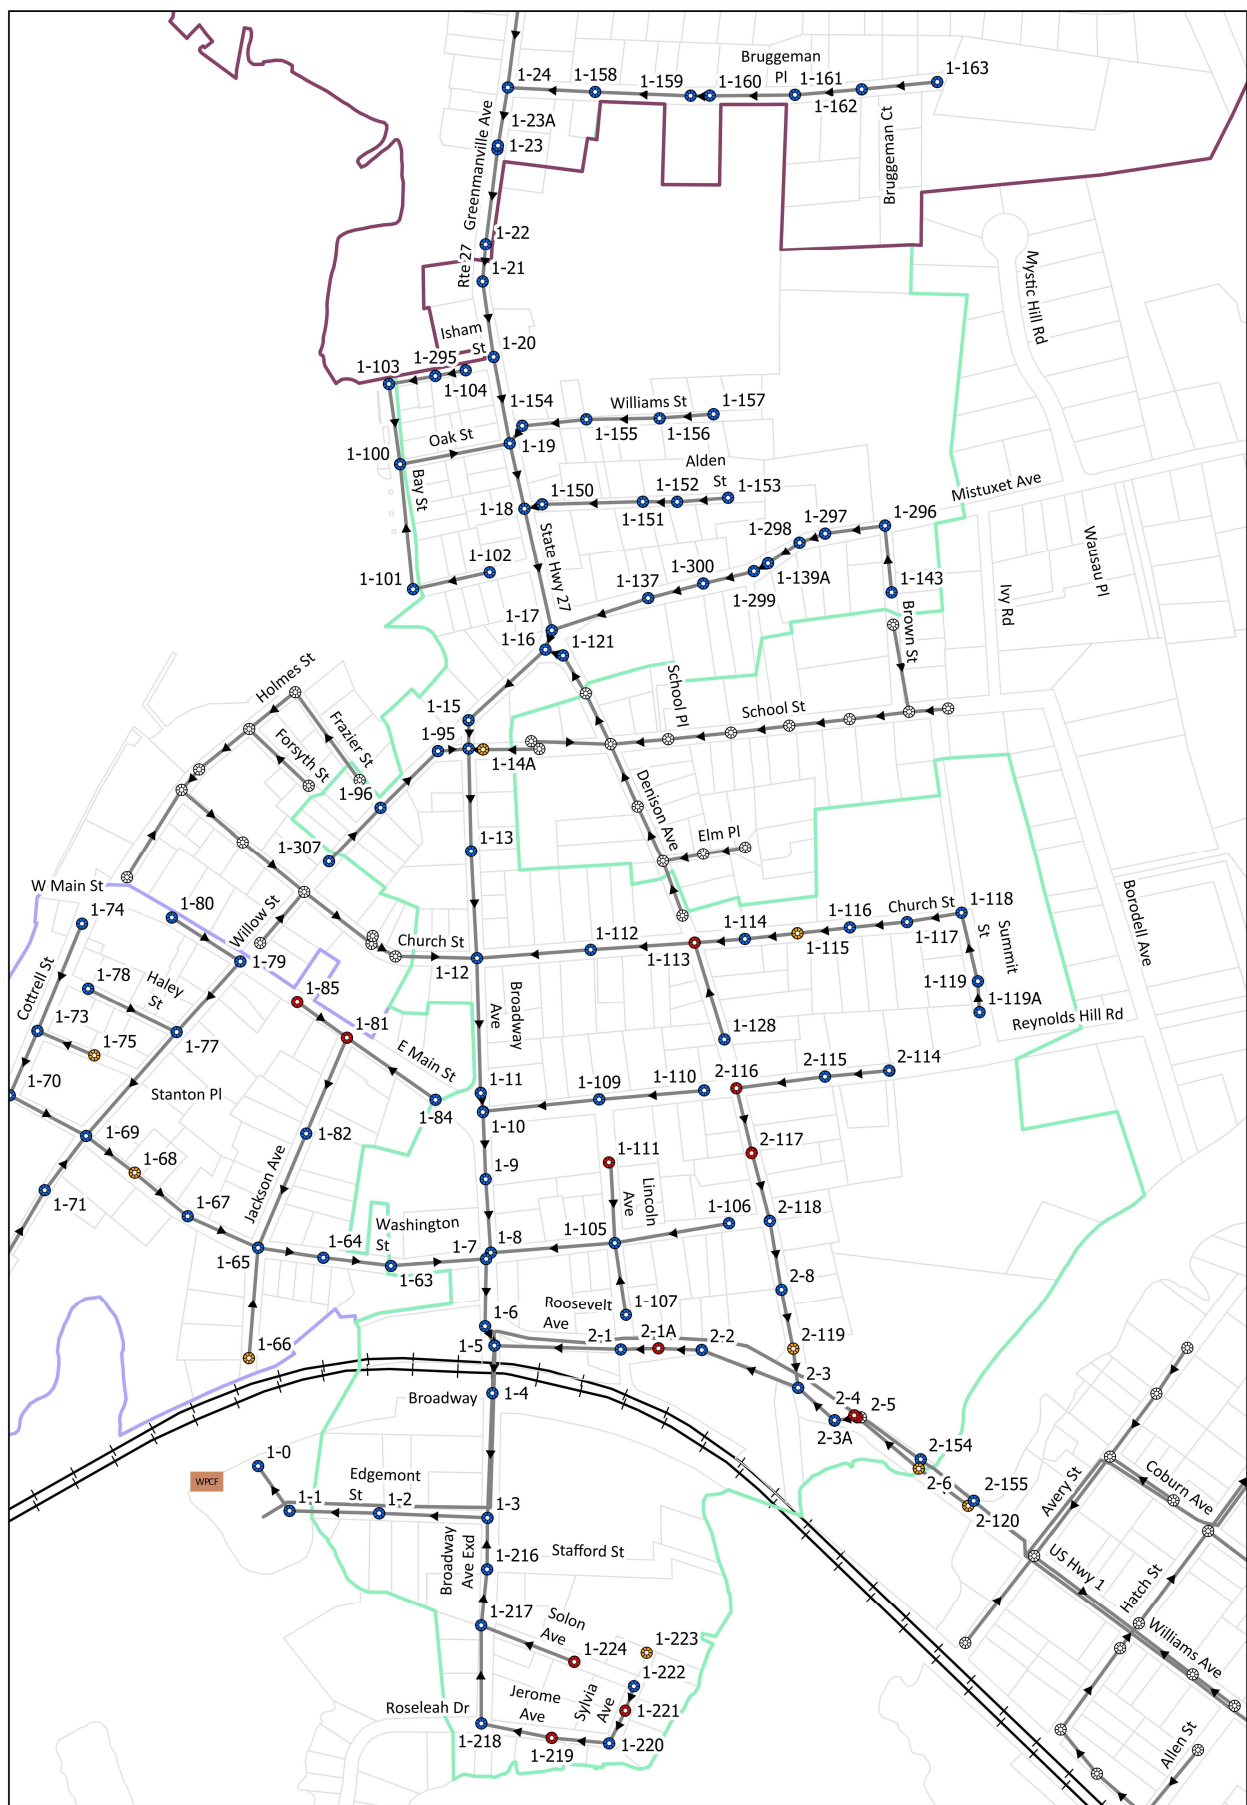 Bruggeman
Pl
1-24
1-158
1-159
1-160
1-161
1-163
1-162
1-23A
1-23
Greenmanville Ave
Bruggeman Ct
1-22
Rte 27
1-21
Mystic Hill Rd
Isham
St
1-20
1-295
1-103
1-104
1-154
Williams St
1-157
1-155
1-156
Oak St
1-19
1-100
Bay St
Alden
St
1-150
1-152
1-153
1-18
1-151
Mistuxet Ave
State Hwy 27
1-296
1-297
1-298
1-102
1-300
1-139A
1-101
1-137
1-299
1-143
Wausau Pl
Ivy Rd
1-17
1-16
1-121
Brown St
Holmes St
School Pl
School St
1-15
Frazier St
Forsyth St
1-95
1-14A
1-96
Denison Ave
1-13
Elm Pl
1-307
W Main St
1-74
1-80
Willow St
Church St
Church St
1-118
Borodell Ave
1-112
1-114
1-116
1-113
1-115
1-117
St
Summit
1-12
1-79
Cottrell St
1-78
Haley
St
1-85
1-119
1-119A
Reynolds Hill Rd
1-73
1-75
1-77
1-81
Broadway
Ave
1-128
E Main St
1-70
Stanton Pl
1-11
1-109
1-110
2-116
2-115
2-114
1-84
1-10
1-69
1-82
1-68
1-9
1-111
2-117
1-71
1-67
Jackson Ave
Lincoln
Ave
1-106
2-118
Washington
St
1-64
1-65
1-63
1-7
1-8
1-105
2-8
1-107
Roosevelt
Ave
1-6
1-66
1-5
2-1
2-1A
2-2
2-119
2-3
Broadway
1-4
2-4
2-5
2-3A
2-154
2-6
1-0
WPCF
Edgemont
St
1-1
1-2
1-3
2-155
2-120
Avery St
Coburn Ave
Broadway
Ave Exd
1-216
Stafford St
US Hwy 1
Hatch St
1-217
Solon
Ave
1-224
1-223
Williams Ave
1-222
Jerome
Ave
Sylvia
Ave
1-221
Roseleah Dr
1-218
1-219
1-220
Allen St